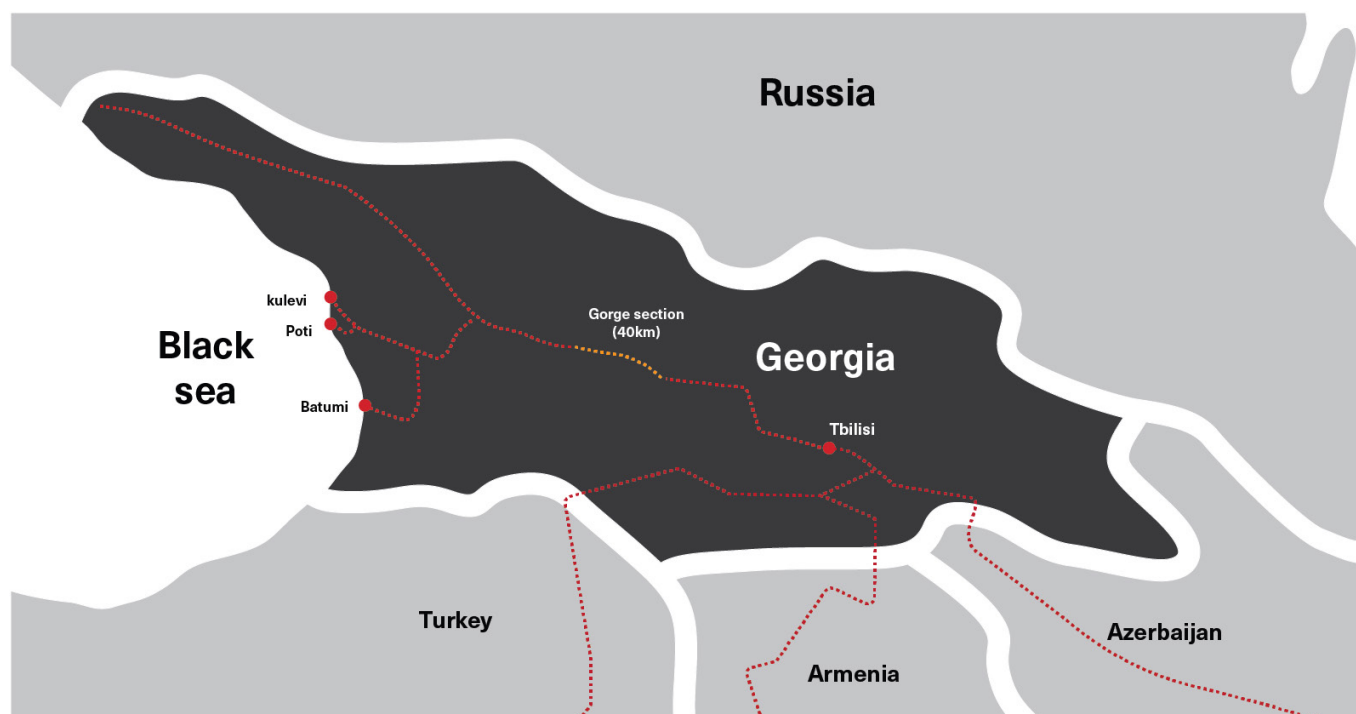 Russia
kulevi
Poti
Black
sea
Gorge section
(40km)
Georgia
Batumi
Tbilisi
Turkey
Armenia
Azerbaijan